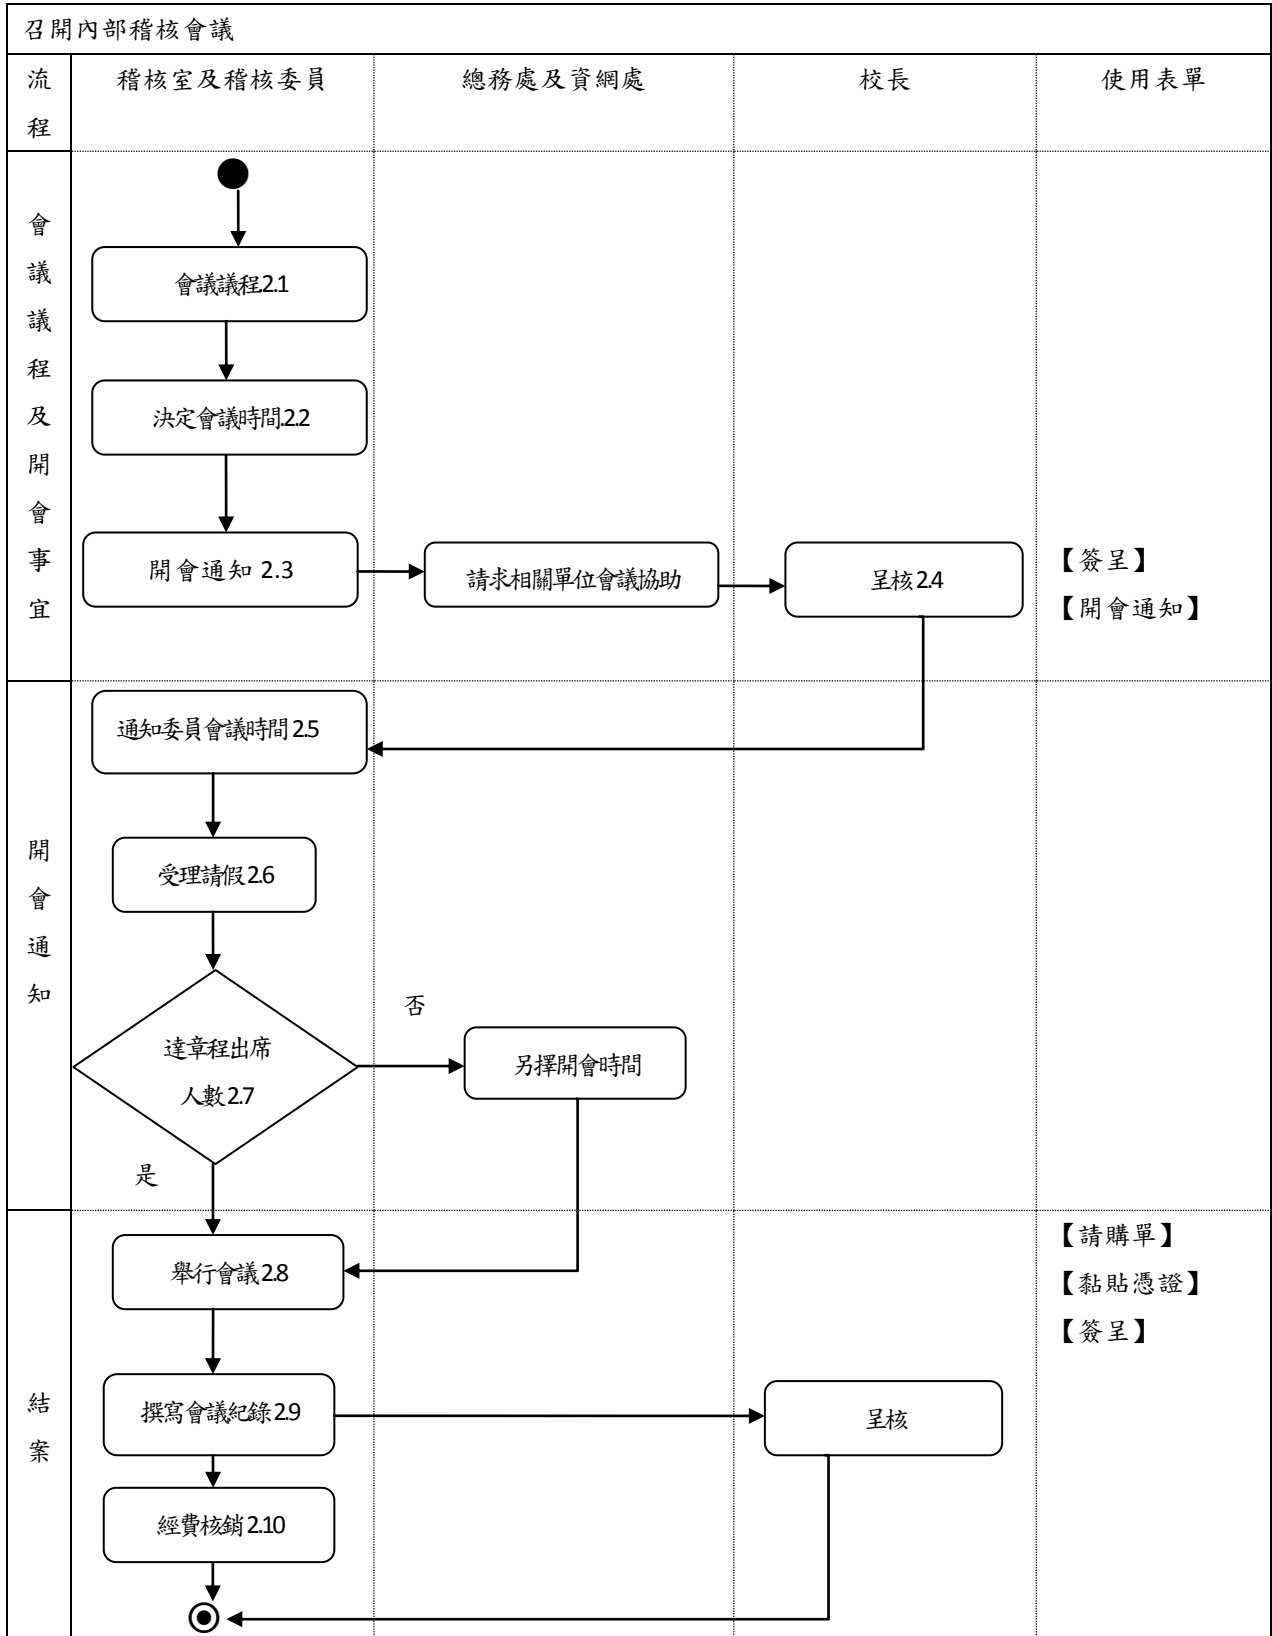 召開內部稽核會議
流程
稽核室及稽核委員
總務處及資網處
校長
使用表單
會議議程及開會事宜
會議議程2.1
決定會議時間2.2
開會通知 2.3
請求相關單位會議協助
呈核2.4
【簽呈】
【開會通知】
開會通知
通知委員會議時間2.5
受理請假2.6
達章程出席
人數2.7
否
另擇開會時間
是
結案
舉行會議2.8
【請購單】
【黏貼憑證】
【簽呈】
撰寫會議紀錄2.9
呈核
經費核銷2.10